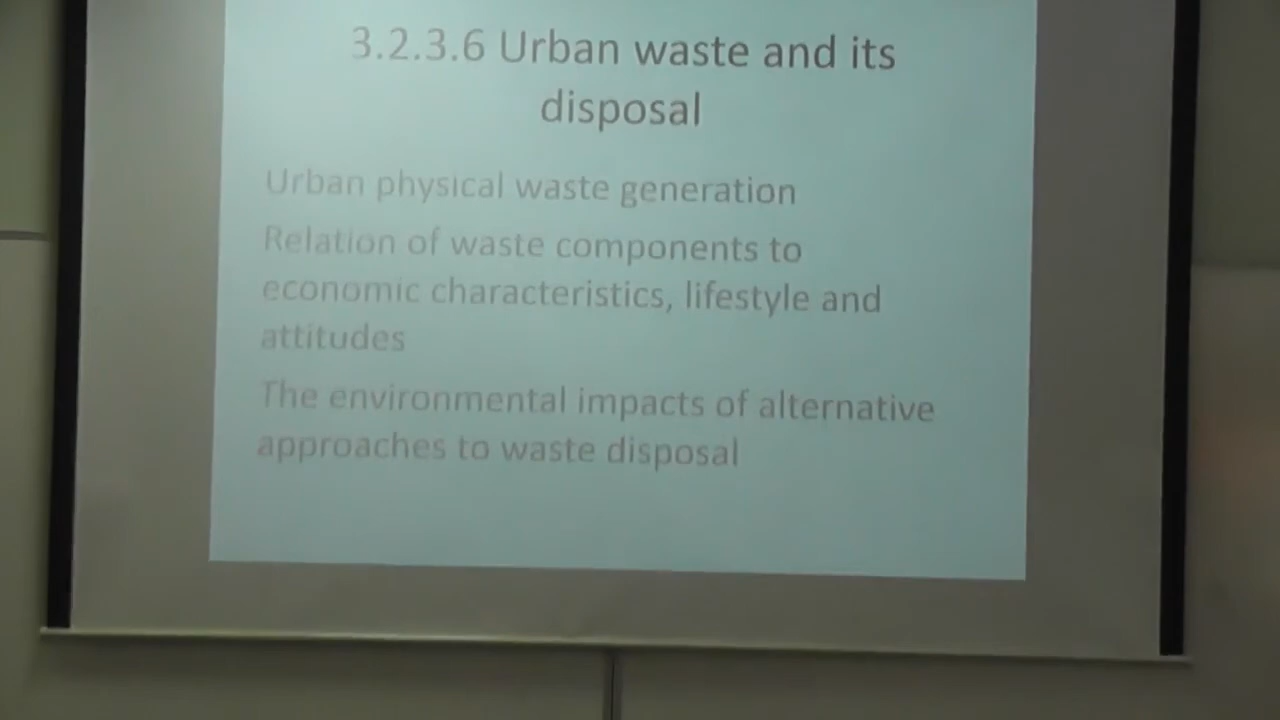 3.2.3.6 Urban waste and its
disposal
Urban physical waste generation
Relation of waste components to
economic characteristics, lifestyle and
attitudes
The environmental impacts of alternative
approaches to waste disposal